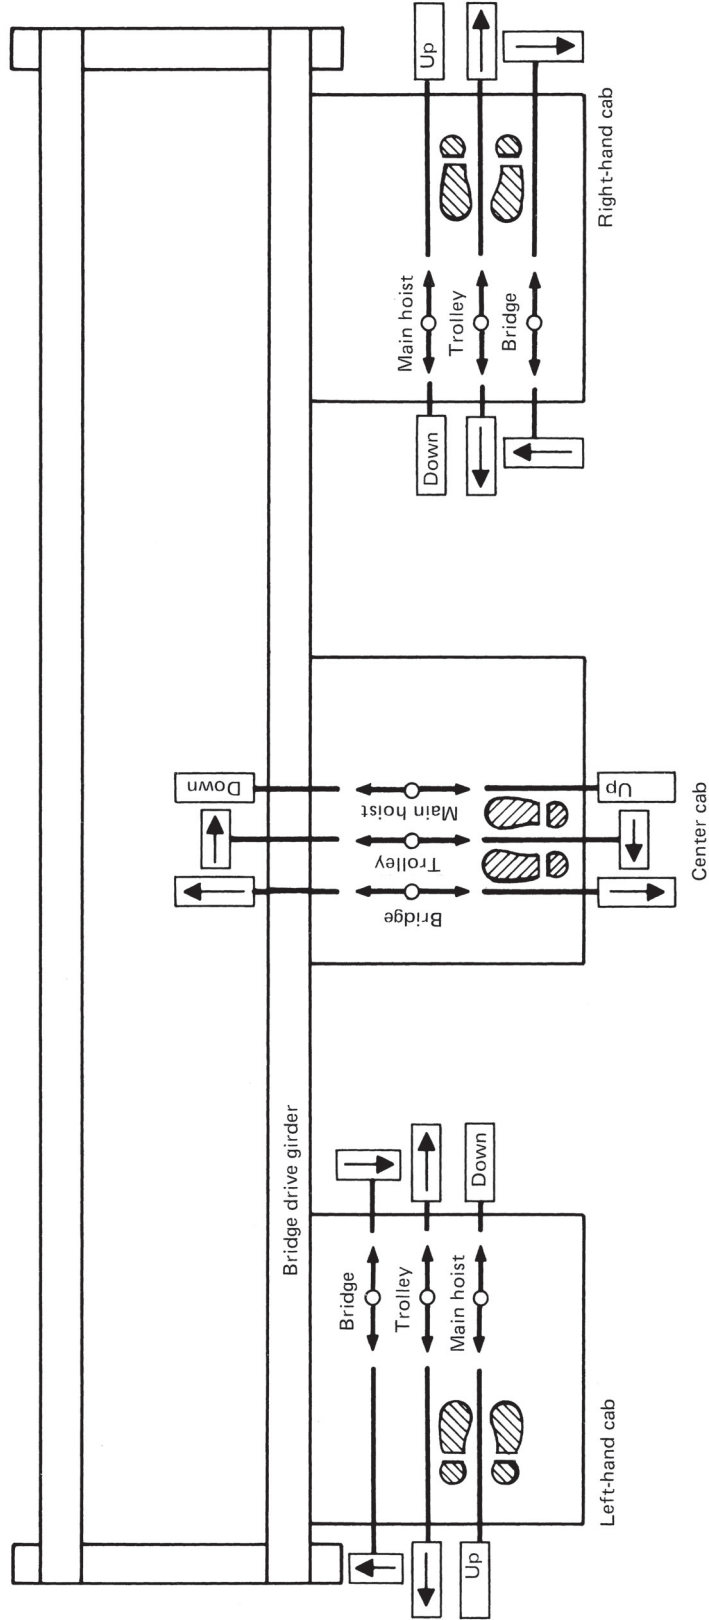 Up
Right-hand cab
Main hoist
Trolley
Bridge
Down
Down
Up
Main hoist
Trolley
Bridge
Center cab
Bridge drive girder
Down
Bridge
Trolley
Main hoist
Up
Left-hand cab